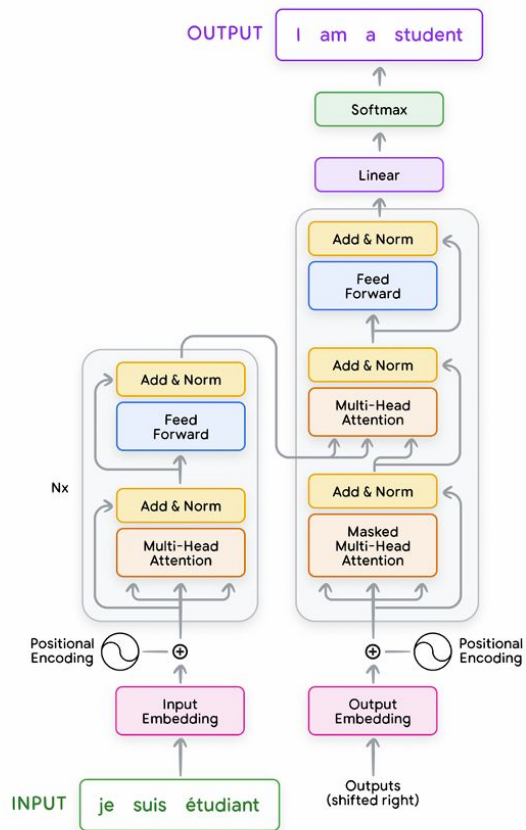 OUTPUT
I am a student
Softmax
Linear
Add & Norm
Feed
Forward
Add & Norm
Multi-Head
Attention
Add & Norm
Masked
Multi-Head
Attention
Nx
Add & Norm
Feed
Forward
Add & Norm
Multi-Head
Attention
Positional
Encoding
Positional
Encoding
Input
Embedding
Output
Embedding
INPUT
je suis étudiant
Outputs
(shifted right)